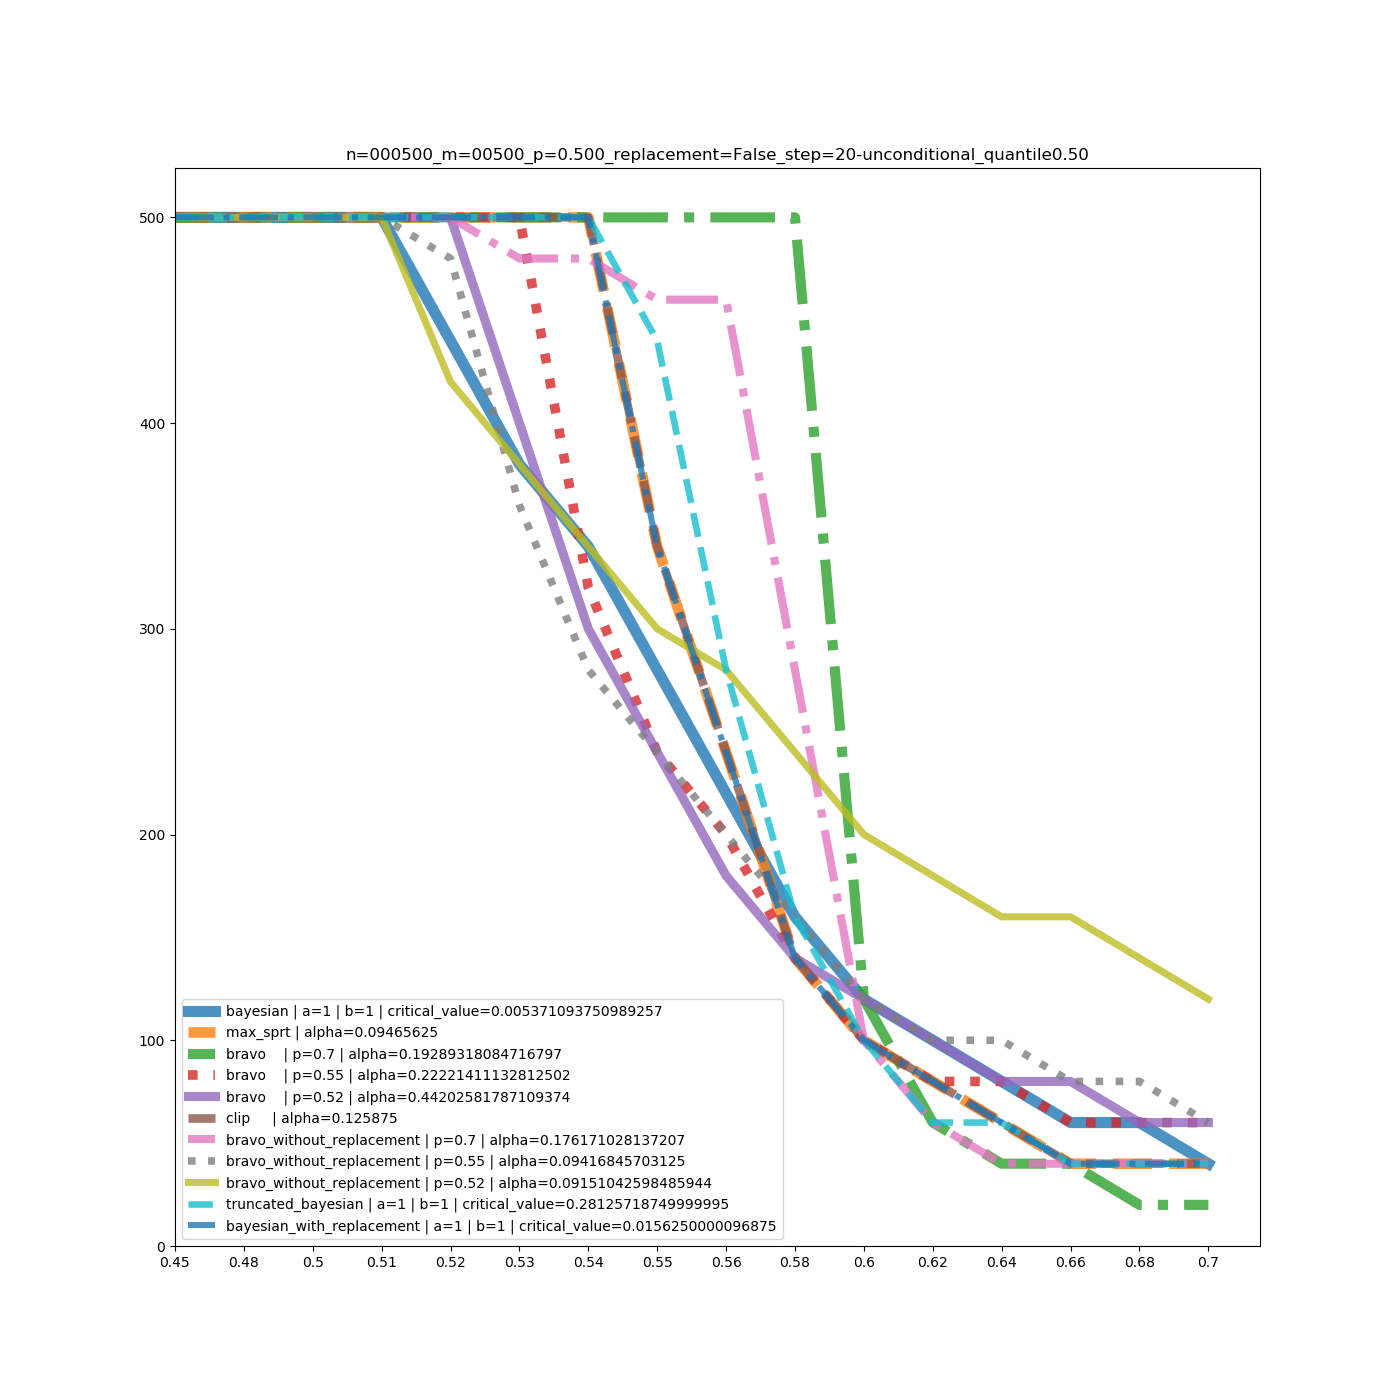 n=000500_m=00500_p=0.500_replacement=False_step=20-unconditional_quantile0.50
500
400
300
200
100
0
bayesian | a=1 | b=1 | critical_value=0.005371093750989257
max_sprt | alpha=0.09465625
bravo | p=0.7 | alpha=0.19289318084716797
bravo | p=0.55 | alpha=0.22221411132812502
bravo | p=0.52 | alpha=0.44202581787109374
clip | alpha=0.125875
bravo_without_replacement | p=0.7 | alpha=0.176171028137207
bravo_without_replacement | p=0.55 | alpha=0.09416845703125
bravo_without_replacement | p=0.52 | alpha=0.09151042598485944
truncated_bayesian | a=1 | b=1 | critical_value=0.28125718749999995
bayesian_with_replacement | a=1 | b=1 | critical_value=0.0156250000096875
0.45 0.48 0.5 0.51 0.52 0.53 0.54 0.55 0.56 0.58 0.6 0.62 0.64 0.66 0.68 0.7